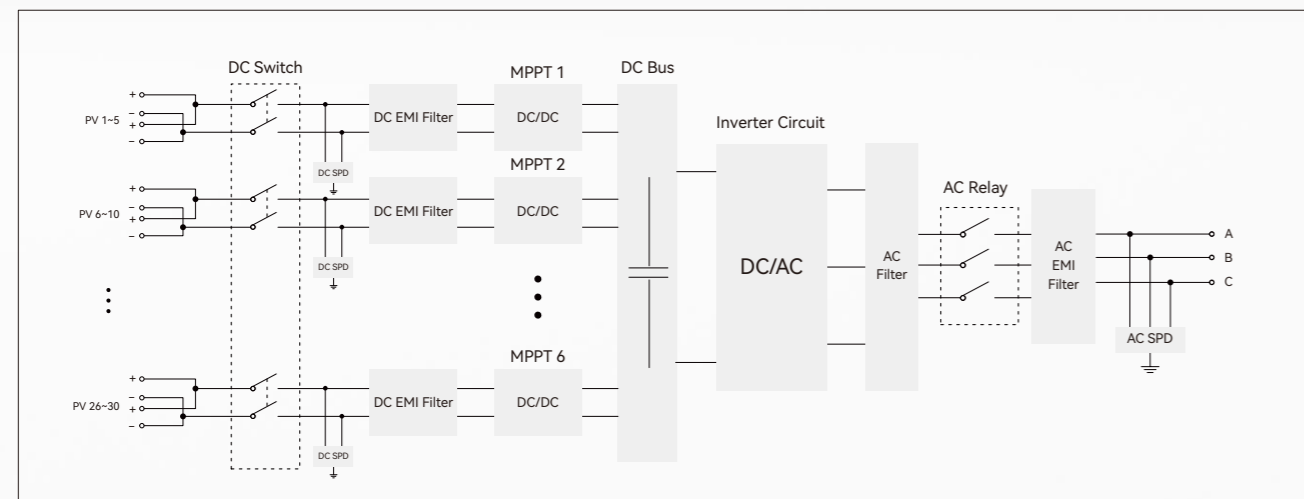 DC Switch
MPPT 1
DC Bus
+
PV 1~5
−
+
−
DC EMI Filter
DC/DC
DC SPD
Inverter Circuit
MPPT 2
+
PV 6~10
−
+
−
DC EMI Filter
DC/DC
DC SPD
AC Relay
DC/AC
AC
Filter
AC
EMI
Filter
A
B
C
AC SPD
MPPT 6
+
PV 26~30
−
+
−
DC EMI Filter
DC/DC
DC SPD